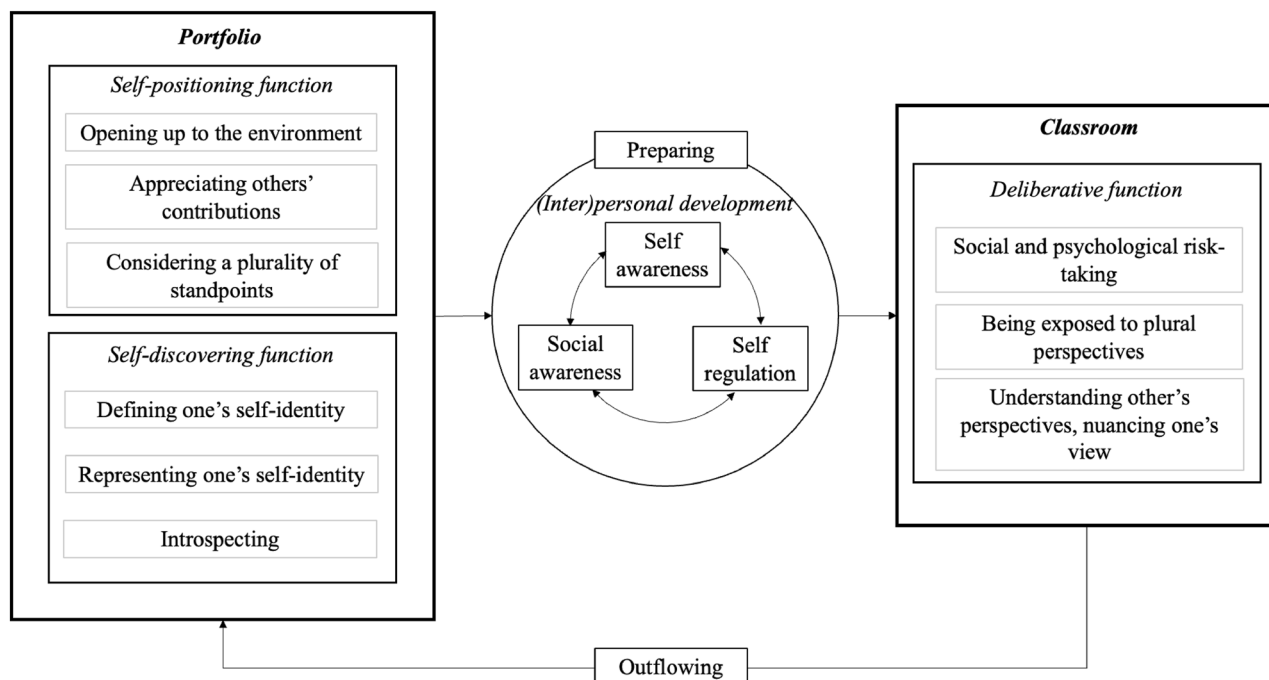 Portfolio
Self-positioning function
Opening up to the environment
Appreciating others’
contributions
Considering a plurality of
standpoints
Self-discovering function
Defining one’s self-identity
Representing one’s self-identity
Introspecting
Preparing
(Inter)personal development
Self
awareness
Social
awareness
Self
regulation
Classroom
Deliberative function
Social and psychological risk-
taking
Being exposed to plural
perspectives
Understanding other’s
perspectives, nuancing one’s
view
Outflowing